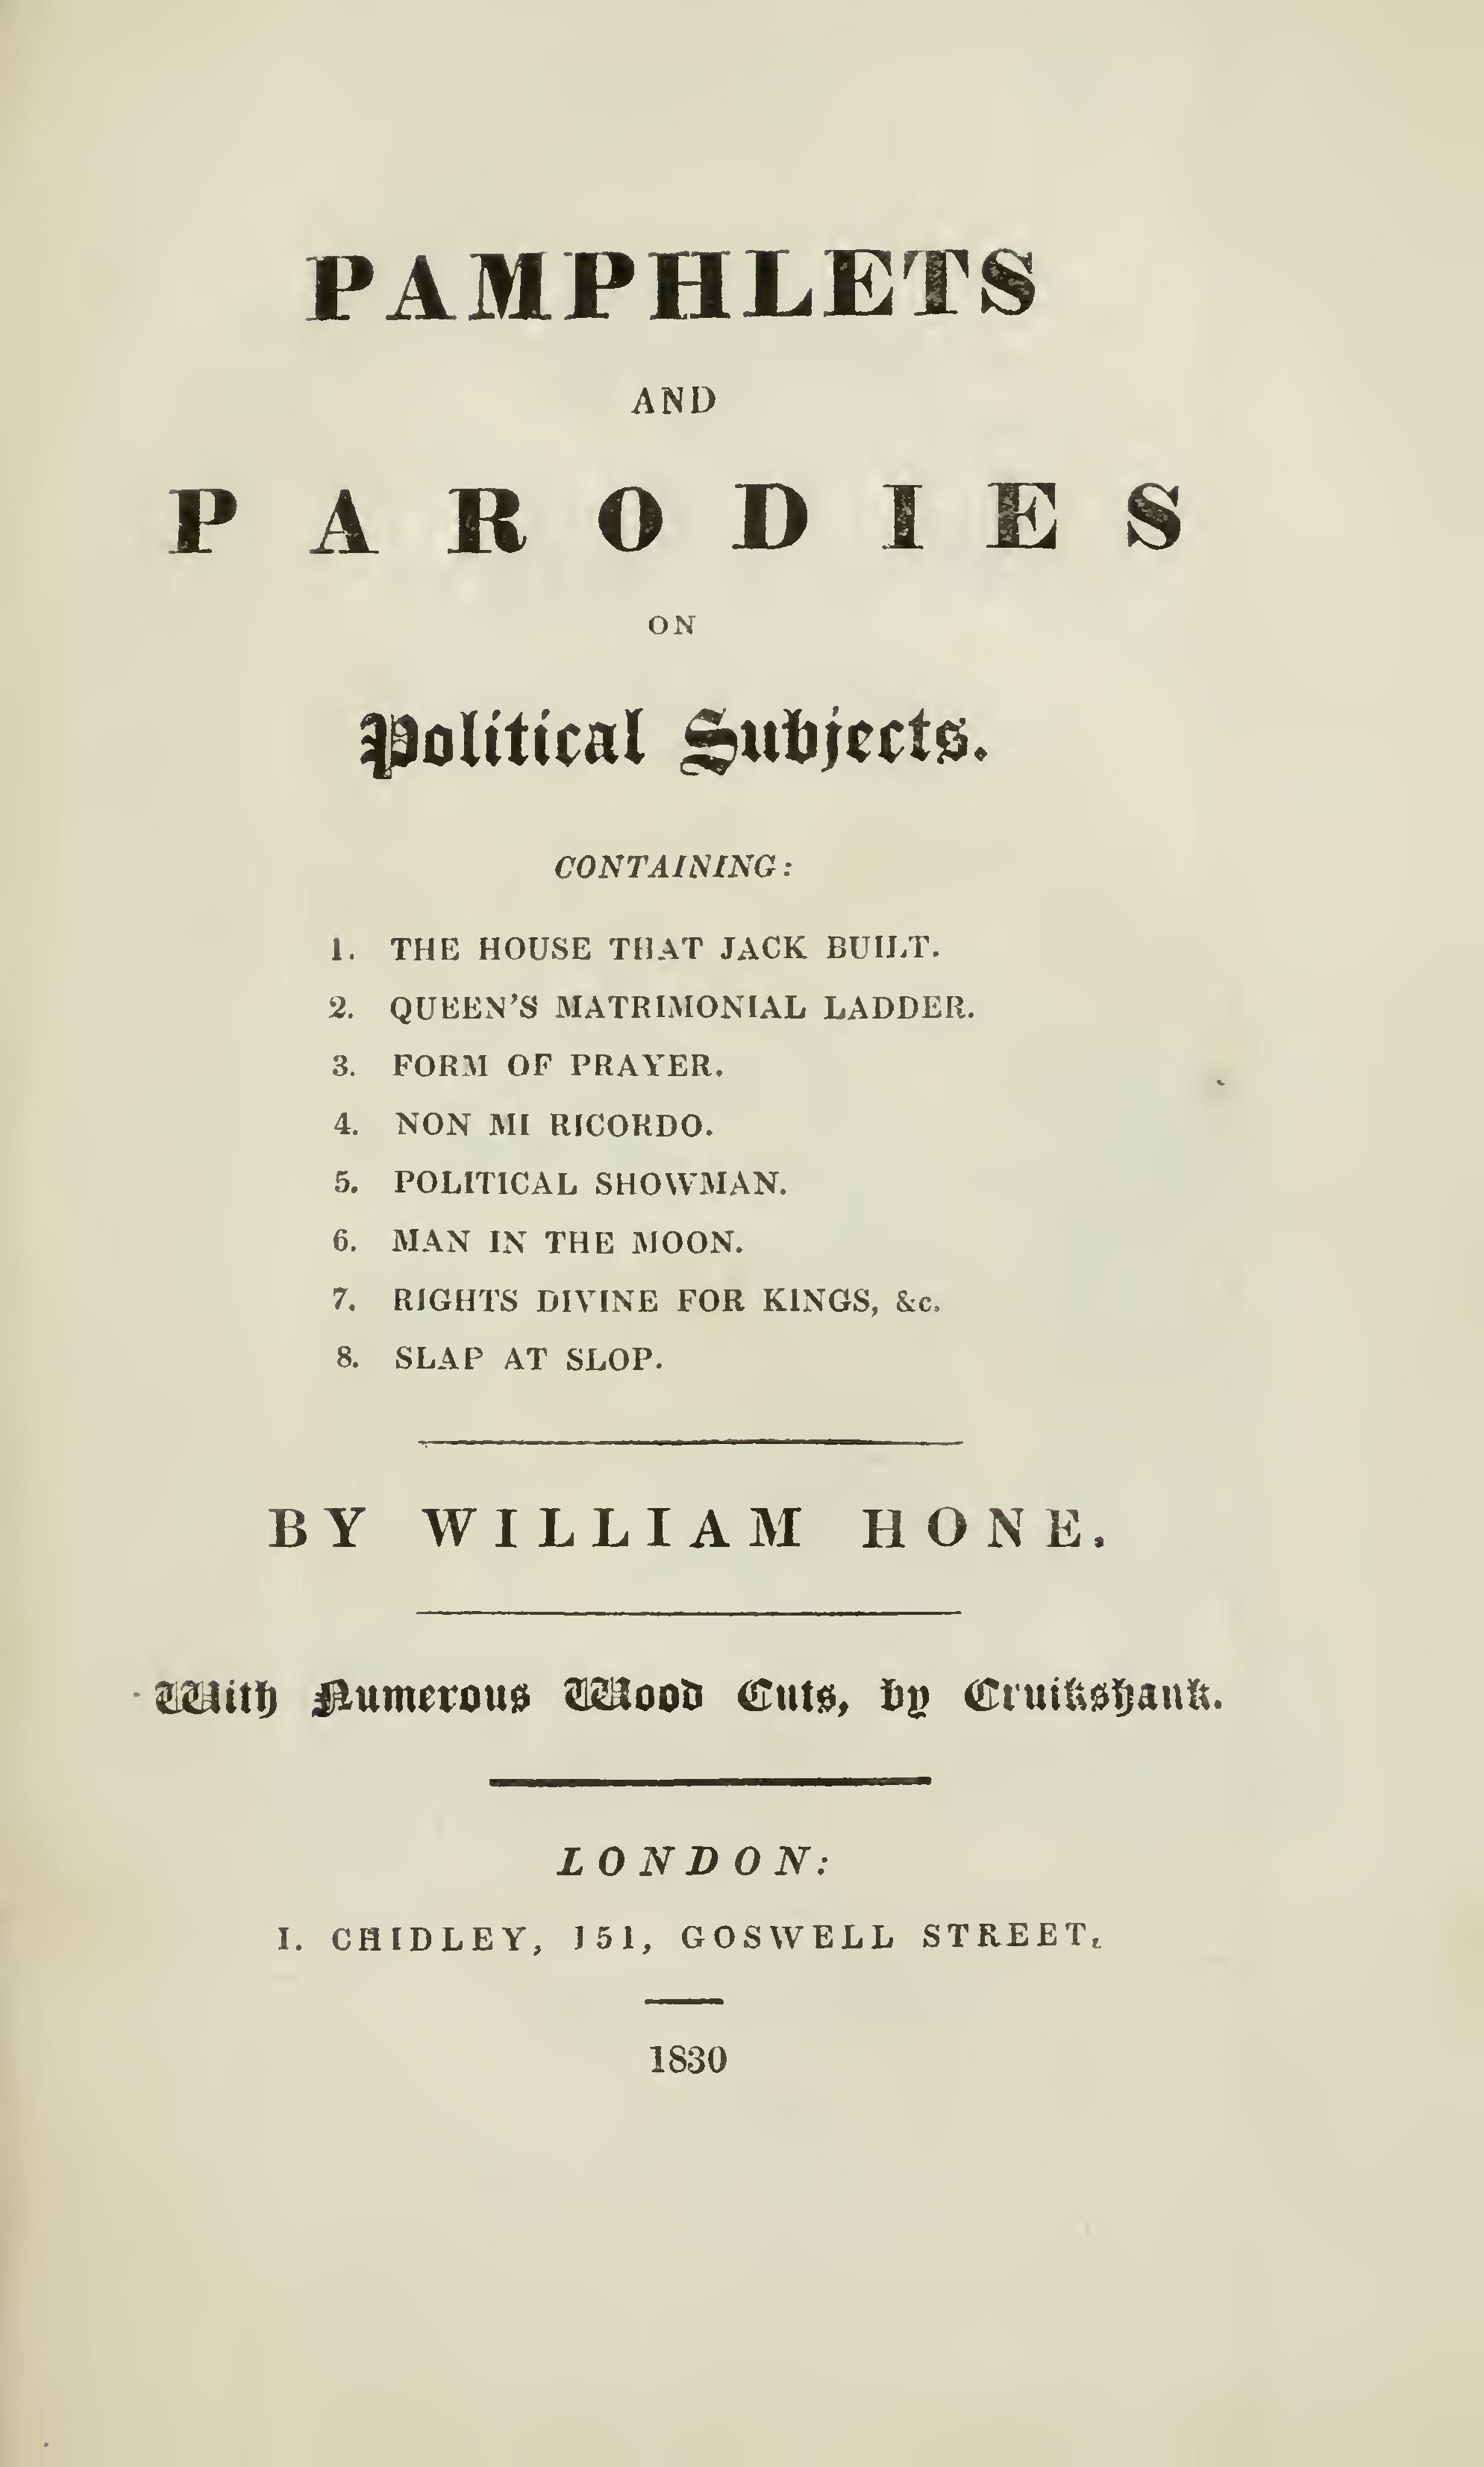 PAMPHLETS
AND
PARODIES
ON
Political Subjects.
CONTAINING:
1. THE HOUSE THAT JACK BUILT.
2. QUEEN'S MATRIMONIAL LADDER.
3. FORM OF PRAYER.
4. NON MI RICORDO.
5. POLITICAL SHOWMAN.
6. MAN IN THE MOON.
7. RIGHTS DIVINE FOR KINGS, &c.
8. SLAP AT SLOP.
BY WILLIAM HONE.
With Numerous Wood Cuts, by Cruikshank.
LONDON:
I. CHIDLEY, 151, GOSWELL STREET.
1830